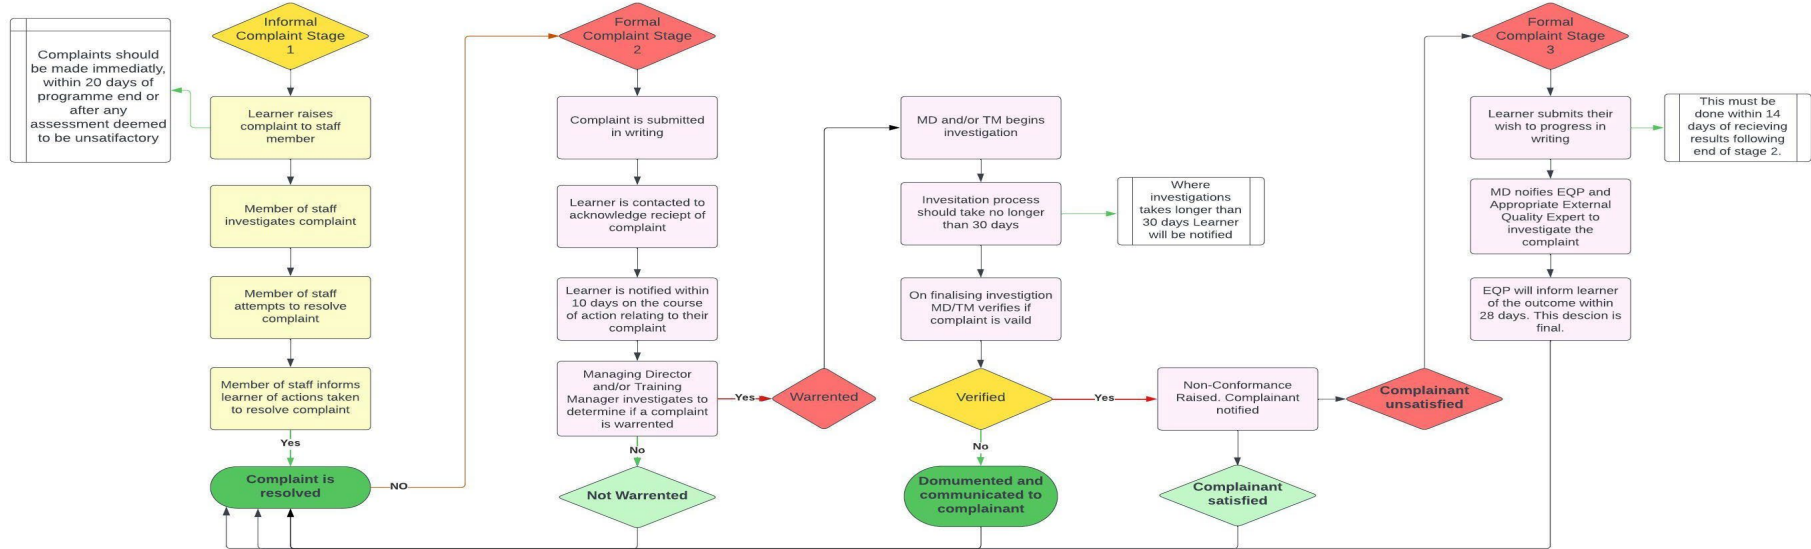 Complaints should
be made immediatly,
within 20 days of
programme end or
after any
assessment deemed
to be unsatifactory
Informal
Complaint Stage
1
Learner raises
complaint to staff
member
Member of staff
investigates complaint
Member of staff
attempts to resolve
complaint
Member of staff informs
learner of actions taken
to resolve complaint
Yes
Complaint is
resolved
NO
Formal
Complaint Stage
2
Complaint is submitted
in writing
Learner is contacted to
acknowledge reciept of
complaint
Learner is notified within
10 days on the course
of action relating to their
complaint
Managing Director
and/or Training
Manager investigates to
determine if a complaint
is warrented
Yes
Warrented
No
Not Warrented
MD and/or TM begins
investigation
Invesitation process
should take no longer
than 30 days
Where
investigations
takes longer than
30 days Learner
will be notified
On finalising investigtion
MD/TM verifies if
complaint is vaild
Verified
Yes
No
Domumented and
communicated to
complainant
Non-Conformance
Raised. Complainant
notified
Complainant
satisfied
Complainant
unsatisfied
Formal
Complaint Stage
3
Learner submits their
wish to progress in
writing
This must be
done within 14
days of recieving
results following
end of stage 2.
MD noifies EQP and
Appropriate External
Quality Expert to
investigate the
complaint
EQP will inform learner
of the outcome within
28 days. This descion is
final.